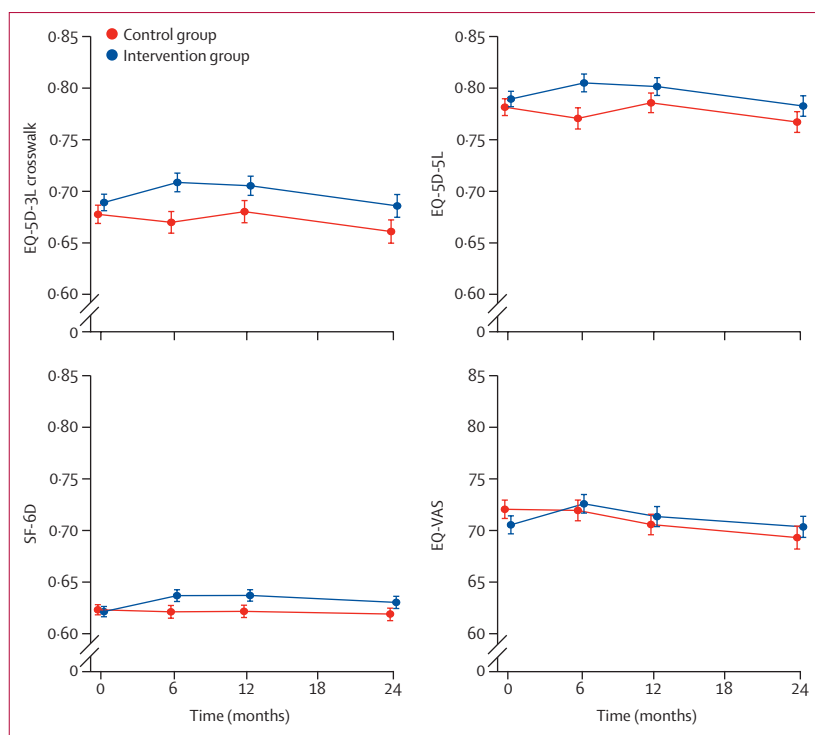 Control group
Intervention group
EQ-5D-3L crosswalk
0·85
0·80
0·75
0·70
0·65
0·60
0
EQ-5D-5L
0·85
0·80
0·75
0·70
0·65
0·60
0
SF-6D
0·85
0·80
0·75
0·70
0·65
0·60
0
0 6 12 18 24
Time (months)
EQ-VAS
85
80
75
70
65
60
0
0 6 12 18 24
Time (months)